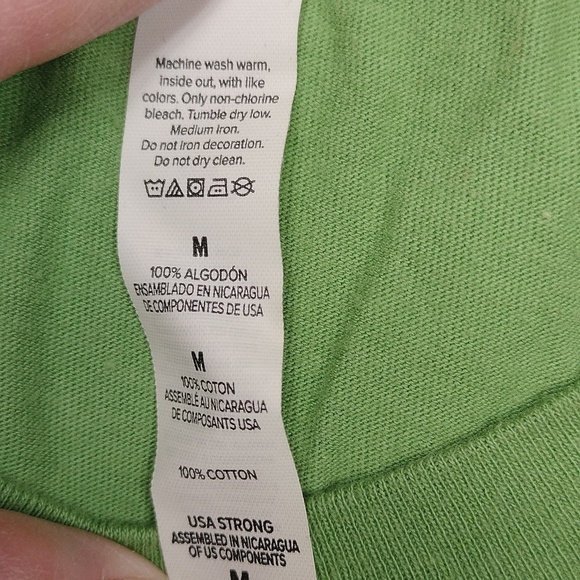 Machine wash warm,
inside out, with like
colors. Only non-chlorine
bleach. Tumble dry low.
Medium iron.
Do not iron decoration.
Do not dry clean.
M
100% ALGODÓN
ENSAMBLADO EN NICARAGUA
DE COMPONENTES DE USA
M
100% COTON
ASSEMBLÉ AU NICARAGUA
DE COMPOSANTS USA
100% COTTON
USA STRONG
ASSEMBLED IN NICARAGUA
OF US COMPONENTS
M